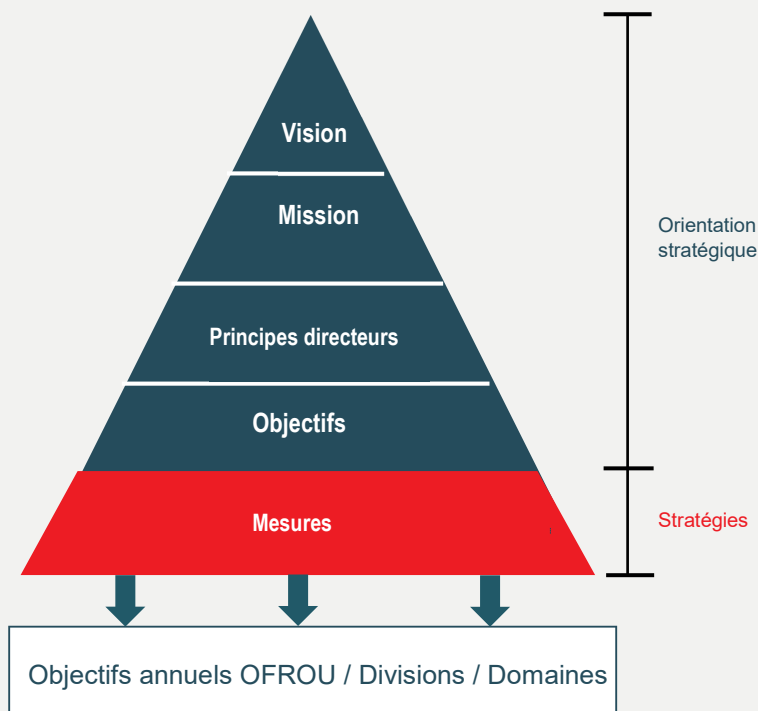 Vision
Mission
Orientation
stratégique
Principes directeurs
Objectifs
Mesures
Stratégies
Objectifs annuels OFROU / Divisions / Domaines